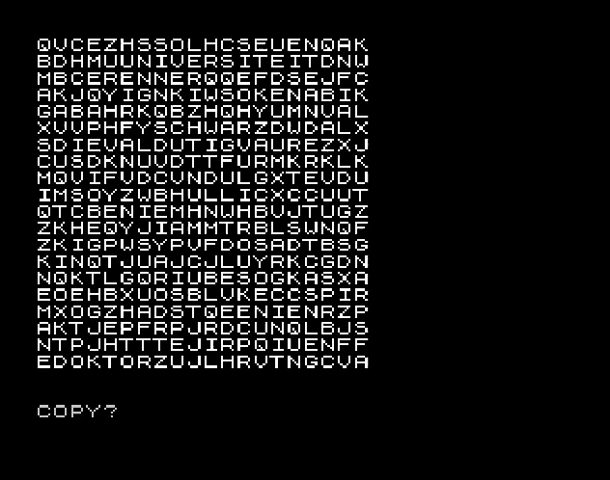 QVCEZHSSOLHCSEUENQAK
BDHMUUNIVERSITEITDNW
MBCERENNERQQEFDSEJFC
AKJQYIGNKIWSOKENABIK
GABAHRKQBZHQHYUMNVAL
XVVPHFYSCHWARZDWDALX
SDIEVALDUTIGVAUREZXJ
CUSDKNUVDTTFURMKRKLK
MQVIFVDCVNDULGXTEVDU
IMSOYZWBHULLICXCCUUT
QTCBENIEMHNWHBVJTUGZ
ZKHEQYJIAMMTRBLSWNQF
ZKIGPWSYPVFDOSADTBSG
KINQTJUAJCJLUYRKCGDN
NQKTLGQRIUBESOGKASXA
EOEHBXUOSBLVKECCSPIR
MXOGZHADSTQEENIENRZP
AKTJEPFRPJRDCUNQLBJS
NTPJHTTTEJIRPQIUENFF
EDOKTORZUJLHRVTNGCVA
COPY?